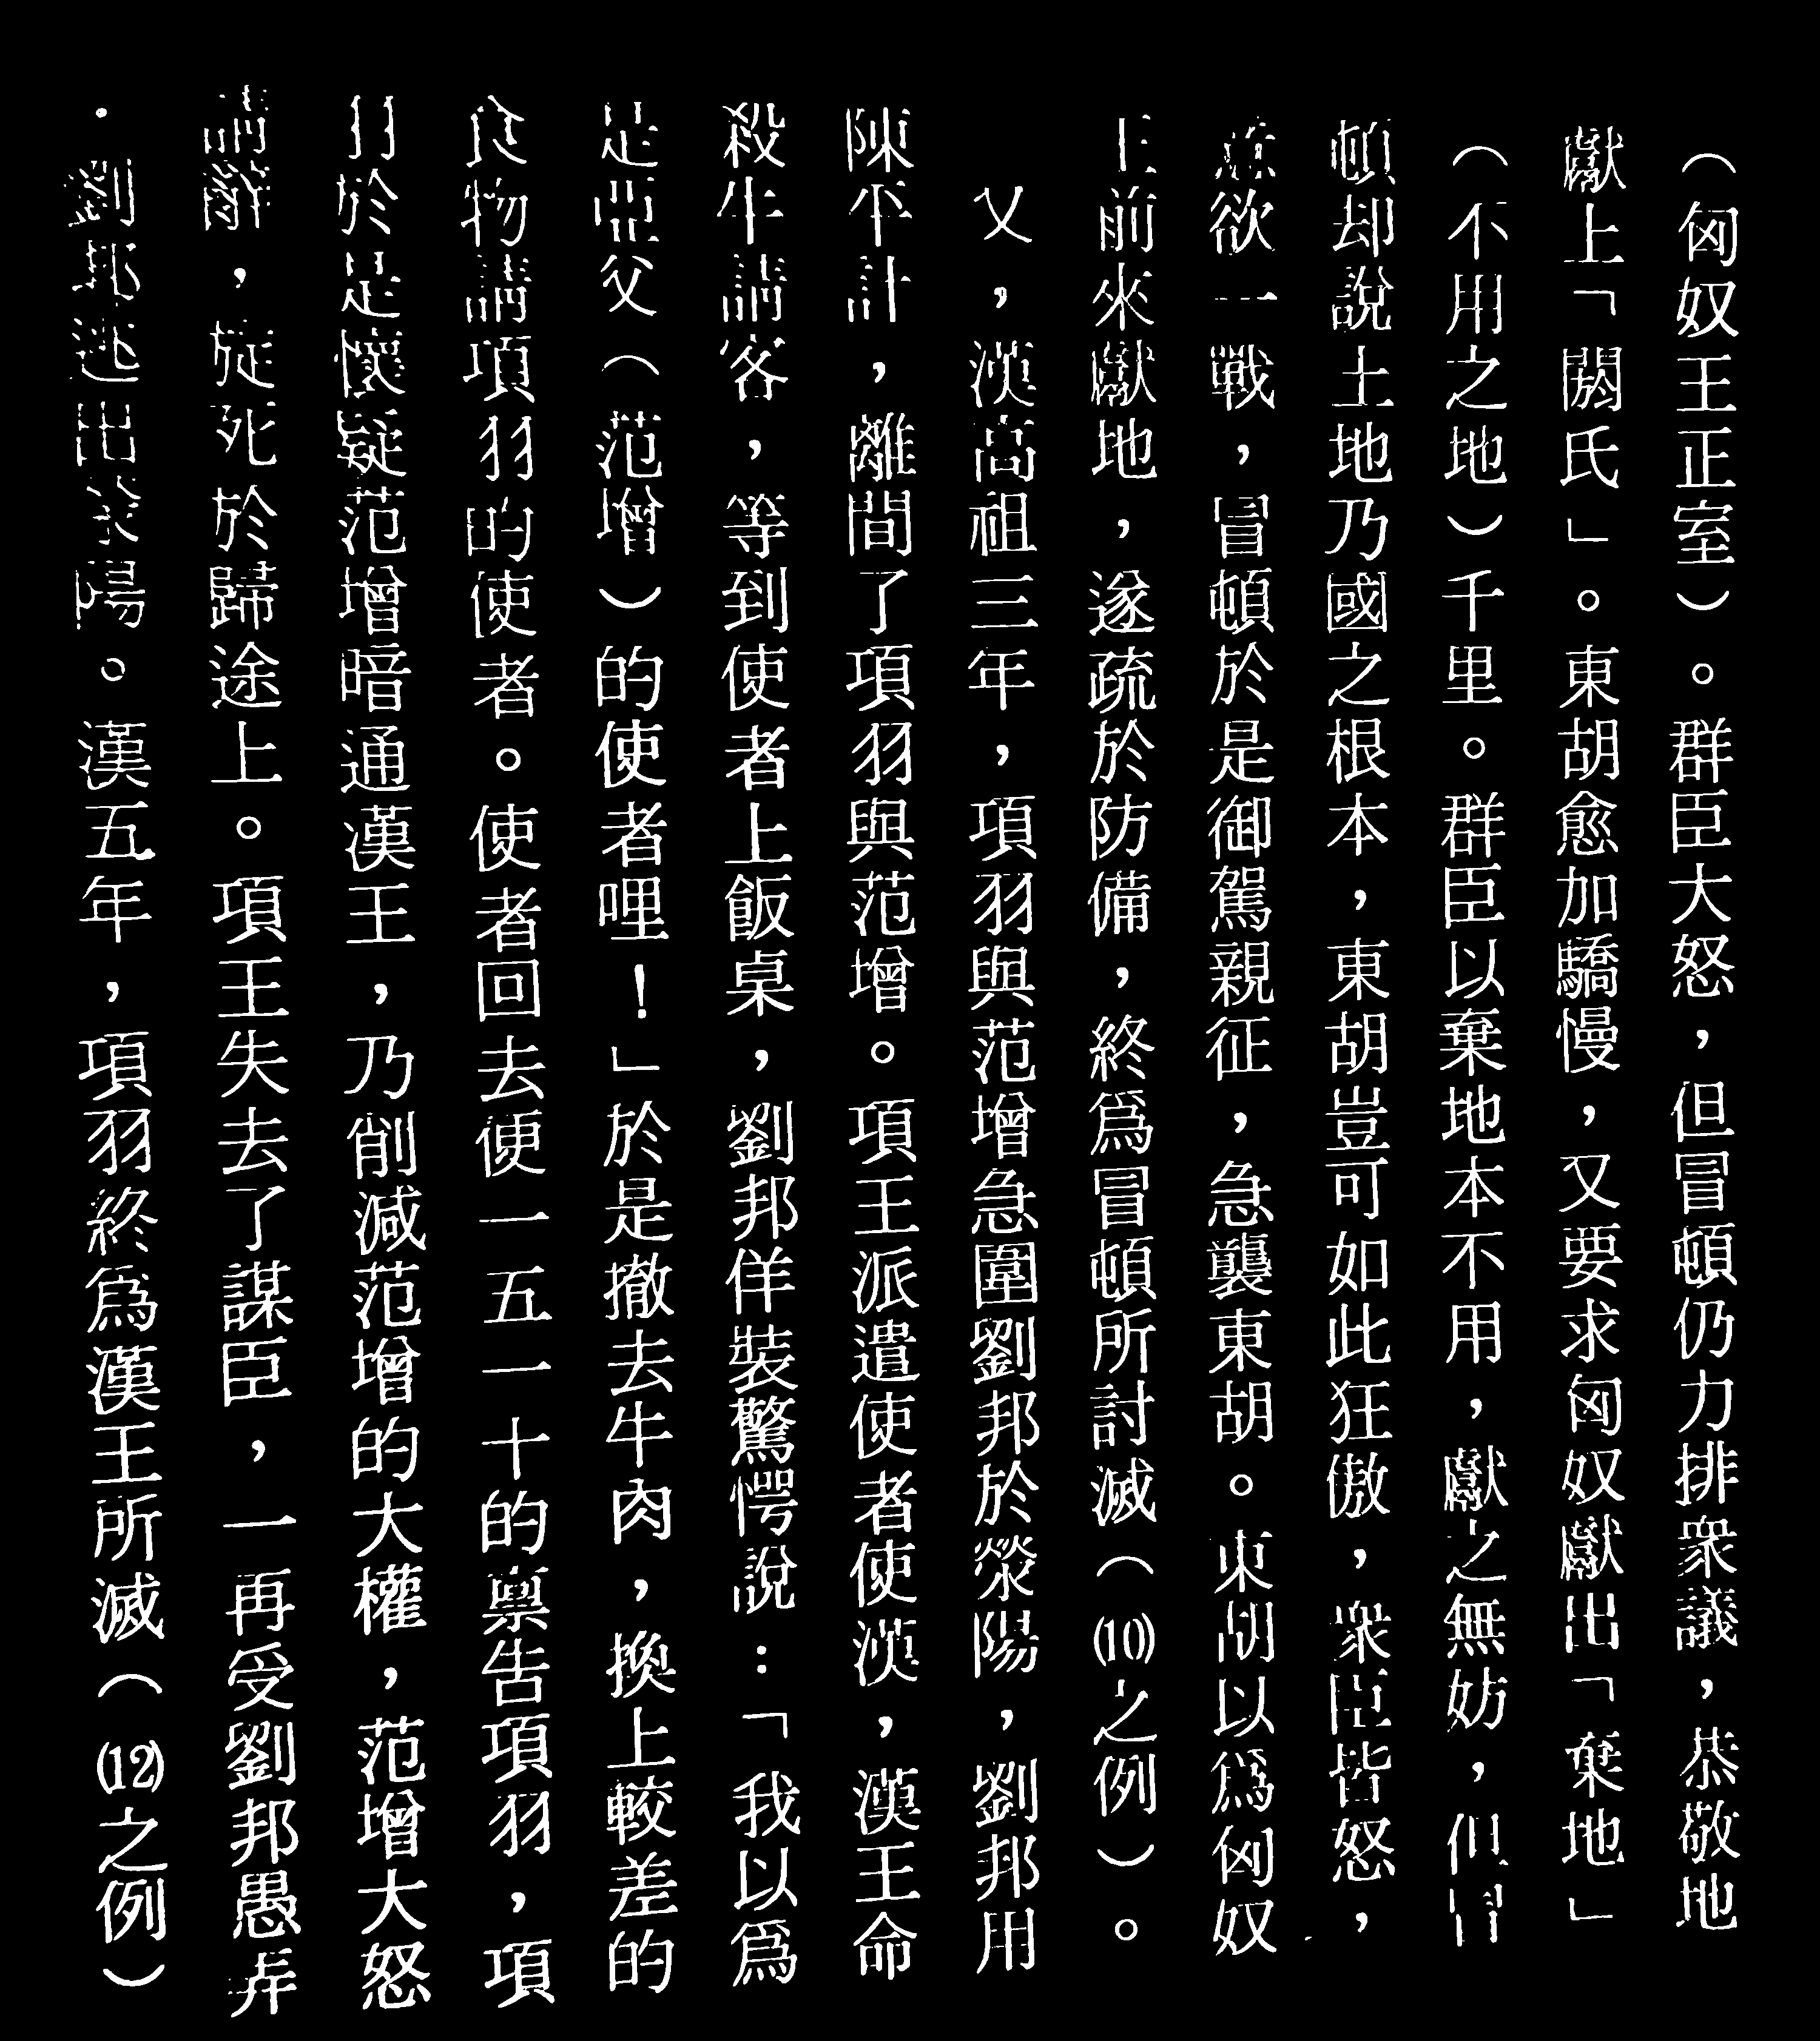 （匈奴王正室）。群臣大怒，但冒頓仍力排衆議，恭敬地
獻上「閼氏」。東胡愈加驕慢，又要求匈奴獻出「棄地」
（不用之地）千里。群臣以棄地本不用，獻之無妨，但冒
頓却說土地乃國之根本，東胡豈可如此狂傲，衆臣皆怒，
意欲一戰，冒頓於是御駕親征，急襲東胡。東胡以爲匈奴
王前來獻地，遂疏於防備，終爲冒頓所討滅（⑽之例）。
又，漢高祖三年，項羽與范增急圍劉邦於滎陽，劉邦用
陳平計，離間了項羽與范增。項王派遣使者使漢，漢王命
殺牛請客，等到使者上飯桌，劉邦佯裝驚愕說：「我以爲
是亞父（范增）的使者哩！」於是撤去牛肉，換上較差的
食物請項羽的使者。使者回去便一五一十的稟告項羽，項
羽於是懷疑范增暗通漢王，乃削減范增的大權，范增大怒
請辭，旋死於歸途上。項王失去了謀臣，一再受劉邦愚弄
．劉邦逃出滎陽。漢五年，項羽終爲漢王所滅（⑿之例）